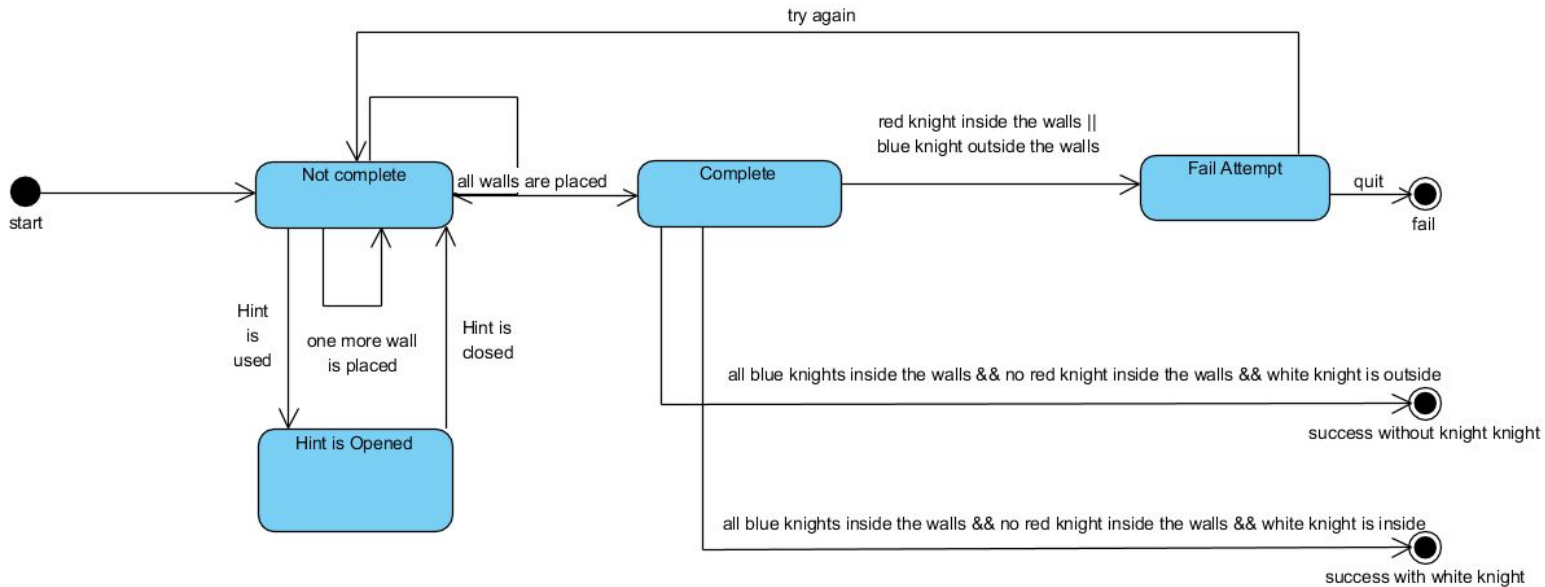 try again
red knight inside the walls ||
blue knight outside the walls
Not complete
all walls are placed
Complete
Fail Attempt
quit
start
fail
Hint
is
used
one more wall
is placed
Hint is
closed
all blue knights inside the walls && no red knight inside the walls && white knight is outside
success without knight knight
Hint is Opened
all blue knights inside the walls && no red knight inside the walls && white knight is inside
success with white knight